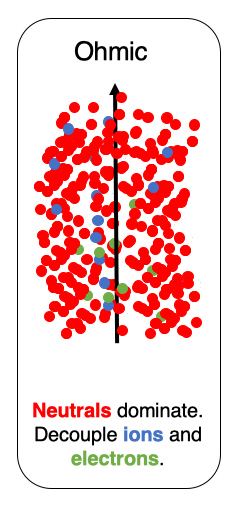 Ohmic
Neutrals dominate.
Decouple ions and
electrons.